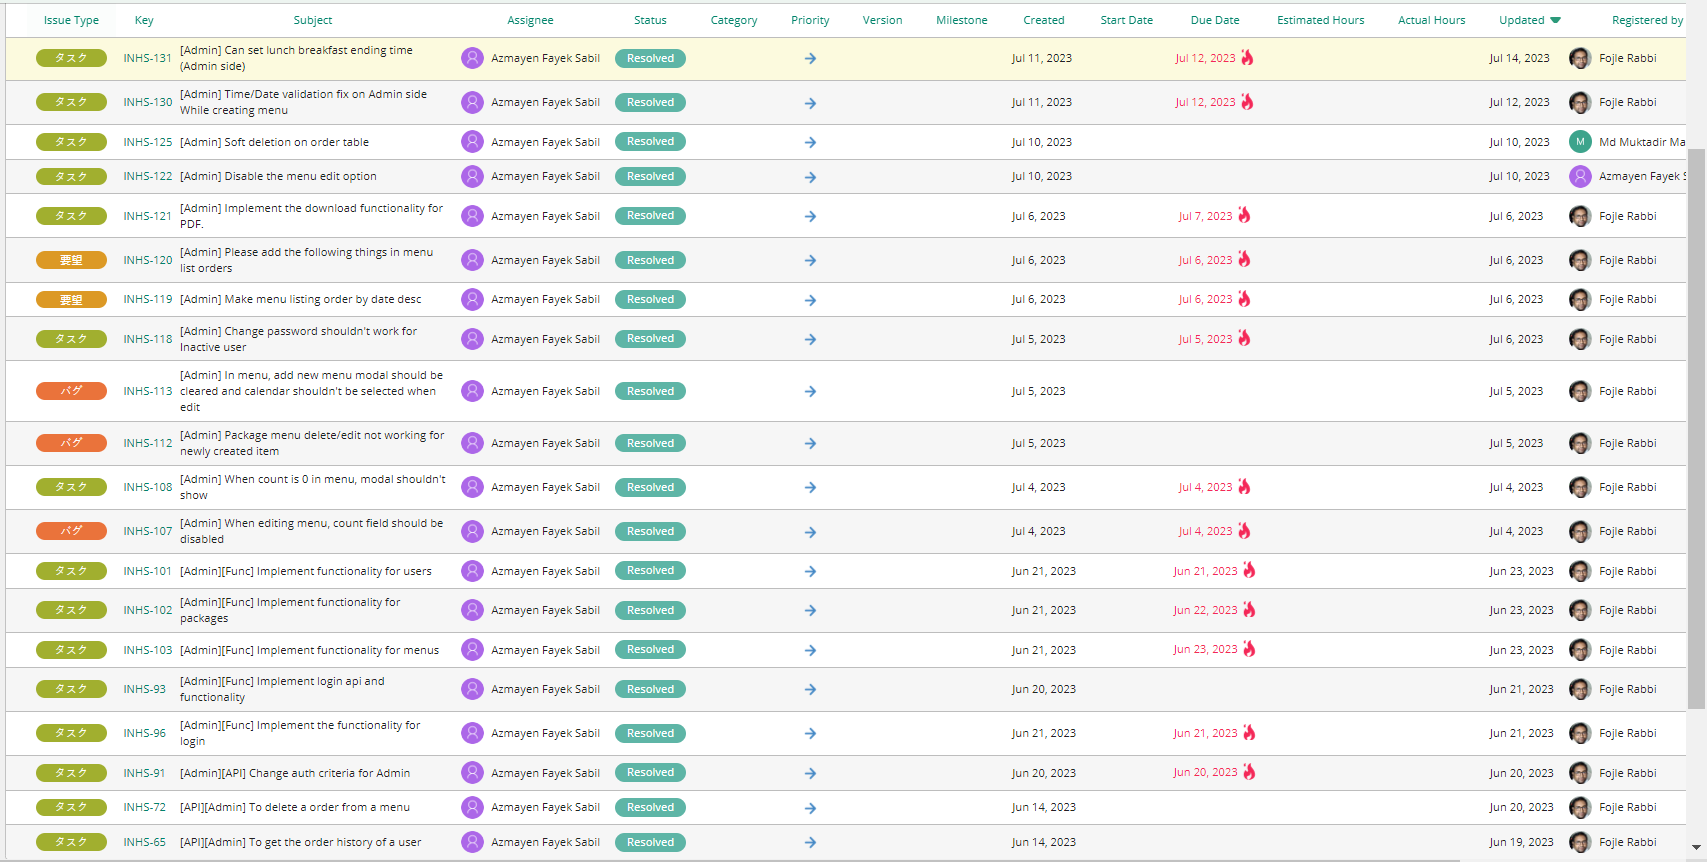 Issue Type Key Subject Assignee Status Category Priority Version Milestone Created Start Date Due Date Estimated Hours Actual Hours Updated Registered by
タスク INHS-131 [Admin] Can set lunch breakfast ending time
(Admin side) Azmayen Fayek Sabil Resolved Jul 11, 2023 Jul 12, 2023 Jul 14, 2023 Fojle Rabbi
タスク INHS-130 [Admin] Time/Date validation fix on Admin side
While creating menu Azmayen Fayek Sabil Resolved Jul 11, 2023 Jul 12, 2023 Jul 12, 2023 Fojle Rabbi
タスク INHS-125 [Admin] Soft deletion on order table Azmayen Fayek Sabil Resolved Jul 10, 2023 Jul 10, 2023 M Md Muktadir Ma
タスク INHS-122 [Admin] Disable the menu edit option Azmayen Fayek Sabil Resolved Jul 10, 2023 Jul 10, 2023 Azmayen Fayek S
タスク INHS-121 [Admin] Implement the download functionality for
PDF. Azmayen Fayek Sabil Resolved Jul 6, 2023 Jul 7, 2023 Jul 6, 2023 Fojle Rabbi
要望 INHS-120 [Admin] Please add the following things in menu
list orders Azmayen Fayek Sabil Resolved Jul 6, 2023 Jul 6, 2023 Jul 6, 2023 Fojle Rabbi
要望 INHS-119 [Admin] Make menu listing order by date desc Azmayen Fayek Sabil Resolved Jul 6, 2023 Jul 6, 2023 Jul 6, 2023 Fojle Rabbi
タスク INHS-118 [Admin] Change password shouldn't work for
Inactive user Azmayen Fayek Sabil Resolved Jul 5, 2023 Jul 5, 2023 Jul 6, 2023 Fojle Rabbi
バグ INHS-113 [Admin] In menu, add new menu modal should be
cleared and calendar shouldn't be selected when
edit Azmayen Fayek Sabil Resolved Jul 5, 2023 Jul 5, 2023 Fojle Rabbi
バグ INHS-112 [Admin] Package menu delete/edit not working for
newly created item Azmayen Fayek Sabil Resolved Jul 5, 2023 Jul 5, 2023 Fojle Rabbi
タスク INHS-108 [Admin] When count is 0 in menu, modal shouldn't
show Azmayen Fayek Sabil Resolved Jul 4, 2023 Jul 4, 2023 Jul 4, 2023 Fojle Rabbi
バグ INHS-107 [Admin] When editing menu, count field should be
disabled Azmayen Fayek Sabil Resolved Jul 4, 2023 Jul 4, 2023 Jul 4, 2023 Fojle Rabbi
タスク INHS-101 [Admin][Func] Implement functionality for users Azmayen Fayek Sabil Resolved Jun 21, 2023 Jun 21, 2023 Jun 23, 2023 Fojle Rabbi
タスク INHS-102 [Admin][Func] Implement functionality for
packages Azmayen Fayek Sabil Resolved Jun 21, 2023 Jun 22, 2023 Jun 23, 2023 Fojle Rabbi
タスク INHS-103 [Admin][Func] Implement functionality for menus Azmayen Fayek Sabil Resolved Jun 21, 2023 Jun 23, 2023 Jun 23, 2023 Fojle Rabbi
タスク INHS-93 [Admin][Func] Implement login api and
functionality Azmayen Fayek Sabil Resolved Jun 20, 2023 Jun 21, 2023 Fojle Rabbi
タスク INHS-96 [Admin][Func] Implement the functionality for
login Azmayen Fayek Sabil Resolved Jun 21, 2023 Jun 21, 2023 Jun 21, 2023 Fojle Rabbi
タスク INHS-91 [Admin][API] Change auth criteria for Admin Azmayen Fayek Sabil Resolved Jun 20, 2023 Jun 20, 2023 Jun 20, 2023 Fojle Rabbi
タスク INHS-72 [API][Admin] To delete a order from a menu Azmayen Fayek Sabil Resolved Jun 14, 2023 Jun 20, 2023 Fojle Rabbi
タスク INHS-65 [API][Admin] To get the order history of a user Azmayen Fayek Sabil Resolved Jun 14, 2023 Jun 19, 2023 Fojle Rabbi